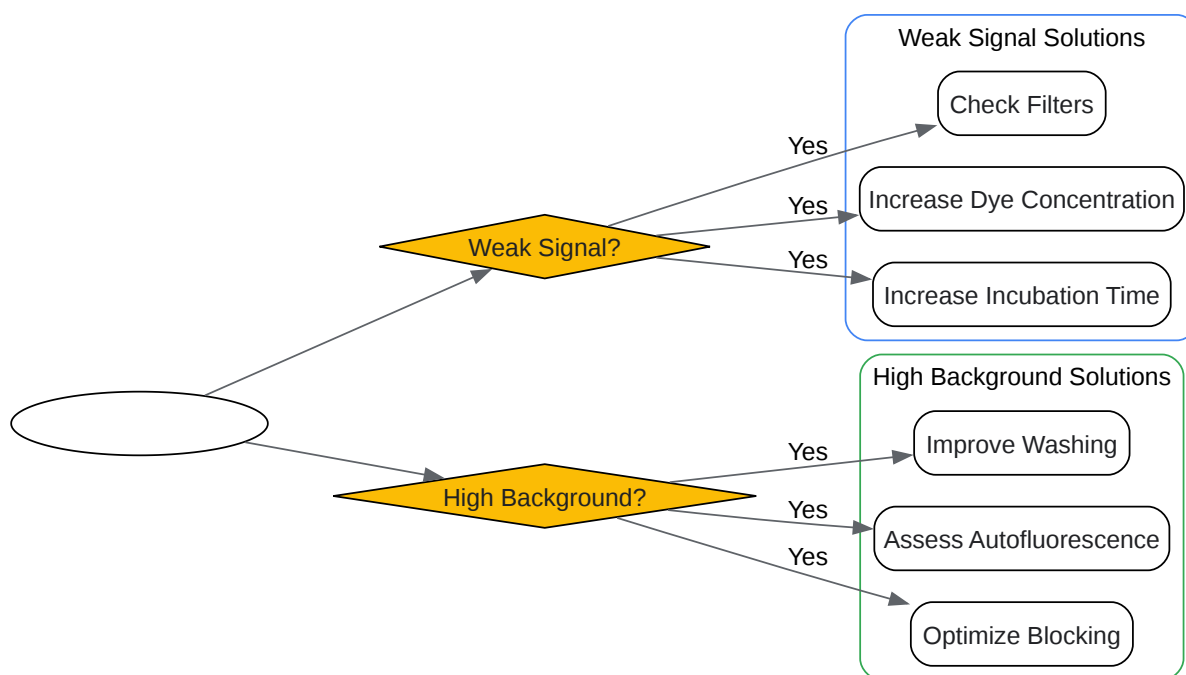 Weak Signal Solutions
Check Filters
Yes
Increase Dye Concentration
Yes
Weak Signal?
Yes
Increase Incubation Time
High Background Solutions
Improve Washing
Yes
High Background?
Yes
Assess Autofluorescence
Yes
Optimize Blocking